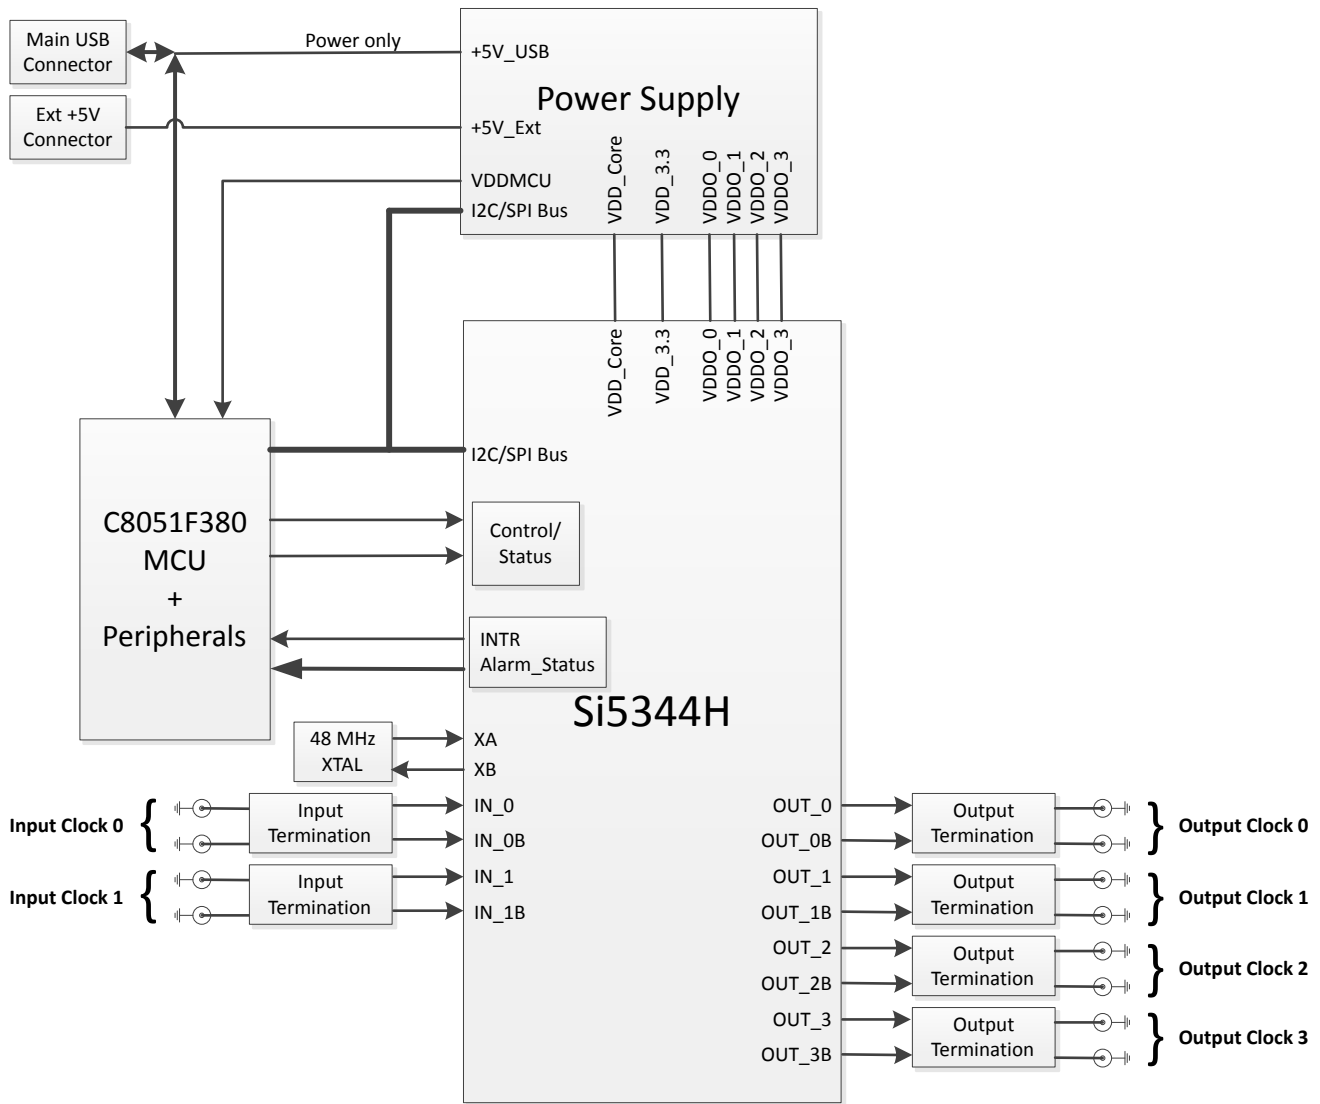 Main USB
Connector
Power only
+5V_USB
Power Supply
Ext +5V
Connector
+5V_Ext
VDDMCU
I2C/SPI Bus
VDD_Core
VDD_3.3
VDDO_0
VDDO_1
VDDO_2
VDDO_3
VDD_Core
VDD_3.3
VDDO_0
VDDO_1
VDDO_2
VDDO_3
I2C/SPI Bus
C8051F380
MCU
+
Peripherals
Control/
Status
INTR
Alarm_Status
Si5344H
48 MHz
XTAL
XA
XB
Input Clock 0
Input
Termination
IN_0
IN_0B
Input Clock 1
Input
Termination
IN_1
IN_1B
OUT_0
OUT_0B
Output
Termination
Output Clock 0
OUT_1
OUT_1B
Output
Termination
Output Clock 1
OUT_2
OUT_2B
Output
Termination
Output Clock 2
OUT_3
OUT_3B
Output
Termination
Output Clock 3